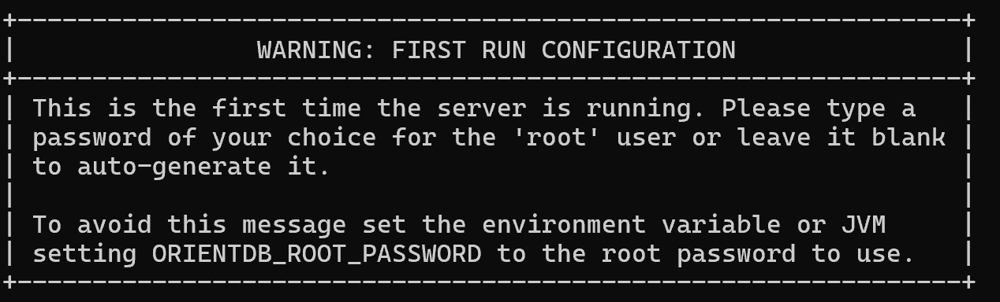 +---------------------------------------------------------------+
| WARNING: FIRST RUN CONFIGURATION |
+---------------------------------------------------------------+
| This is the first time the server is running. Please type a |
| password of your choice for the 'root' user or leave it blank |
| to auto-generate it. |
| |
| To avoid this message set the environment variable or JVM |
| setting ORIENTDB_ROOT_PASSWORD to the root password to use. |
+---------------------------------------------------------------+